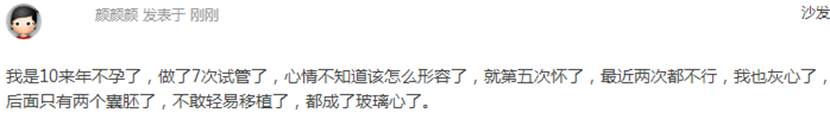 颜颜颜 发表于 刚刚
沙发
我是10来年不孕了，做了7次试管了，心情不知道该怎么形容了，就第五次怀了，最近两次都不行，我也灰心了，
后面只有两个囊胚了，不敢轻易移植了，都成了玻璃心了。